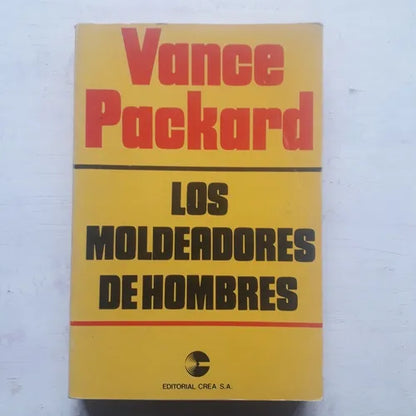 Vance
Packard
LOS
MOLDEADORES
DE HOMBRES
EDITORIAL CREA S.A.